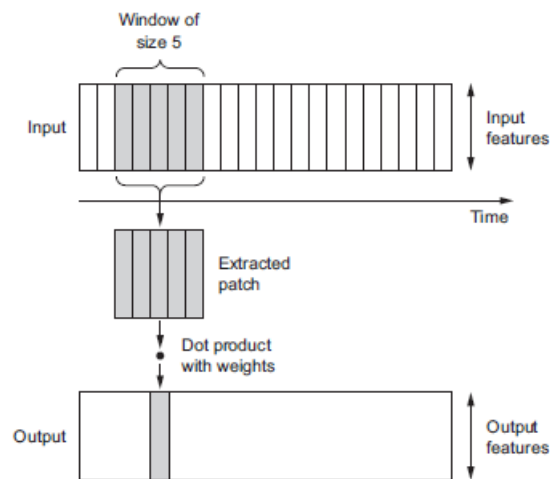 Window of
size 5
Input
Input
features
Time
Extracted
patch
Dot product
with weights
Output
Output
features